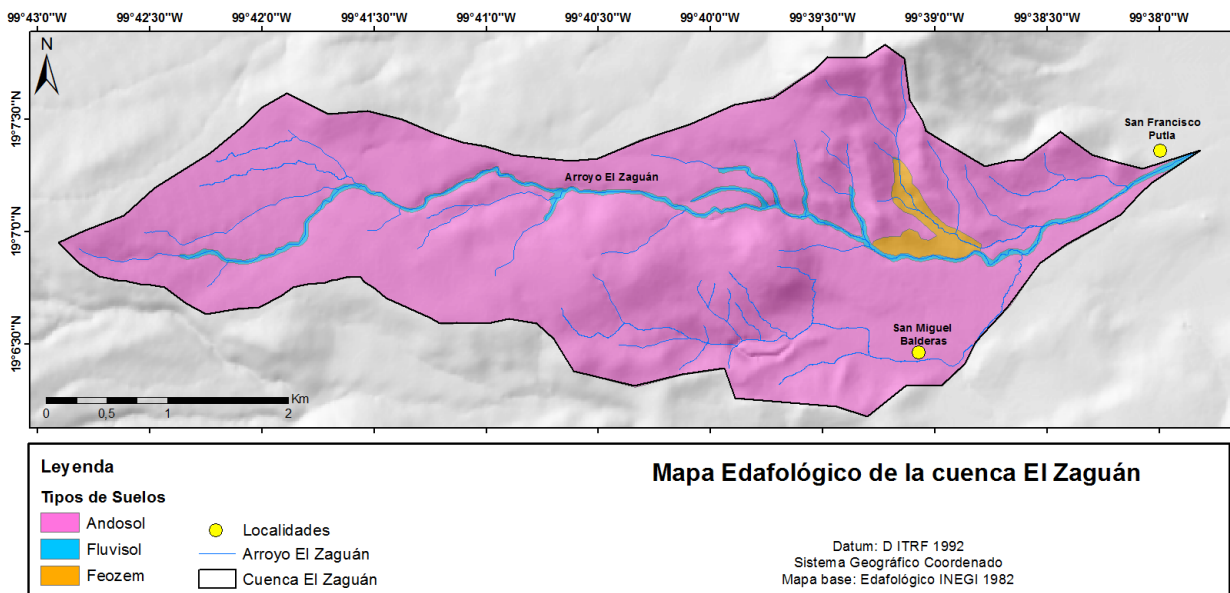 99°43'0"W 99°42'30"W 99°42'0"W 99°41'30"W 99°41'0"W 99°40'30"W 99°40'0"W 99°39'30"W 99°39'0"W 99°38'30"W 99°38'0"W
N
19°7'30"N
19°7'0"N
19°6'30"N
San Francisco
Putla
Arroyo El Zaguán
San Miguel
Balderas
Km
0 0,5 1 2
Leyenda
Tipos de Suelos
Andosol
Fluvisol
Feozem
Localidades
Arroyo El Zaguán
Cuenca El Zaguán
Mapa Edafológico de la cuenca El Zaguán
Datum: D ITRF 1992
Sistema Geográfico Coordenado
Mapa base: Edafológico INEGI 1982